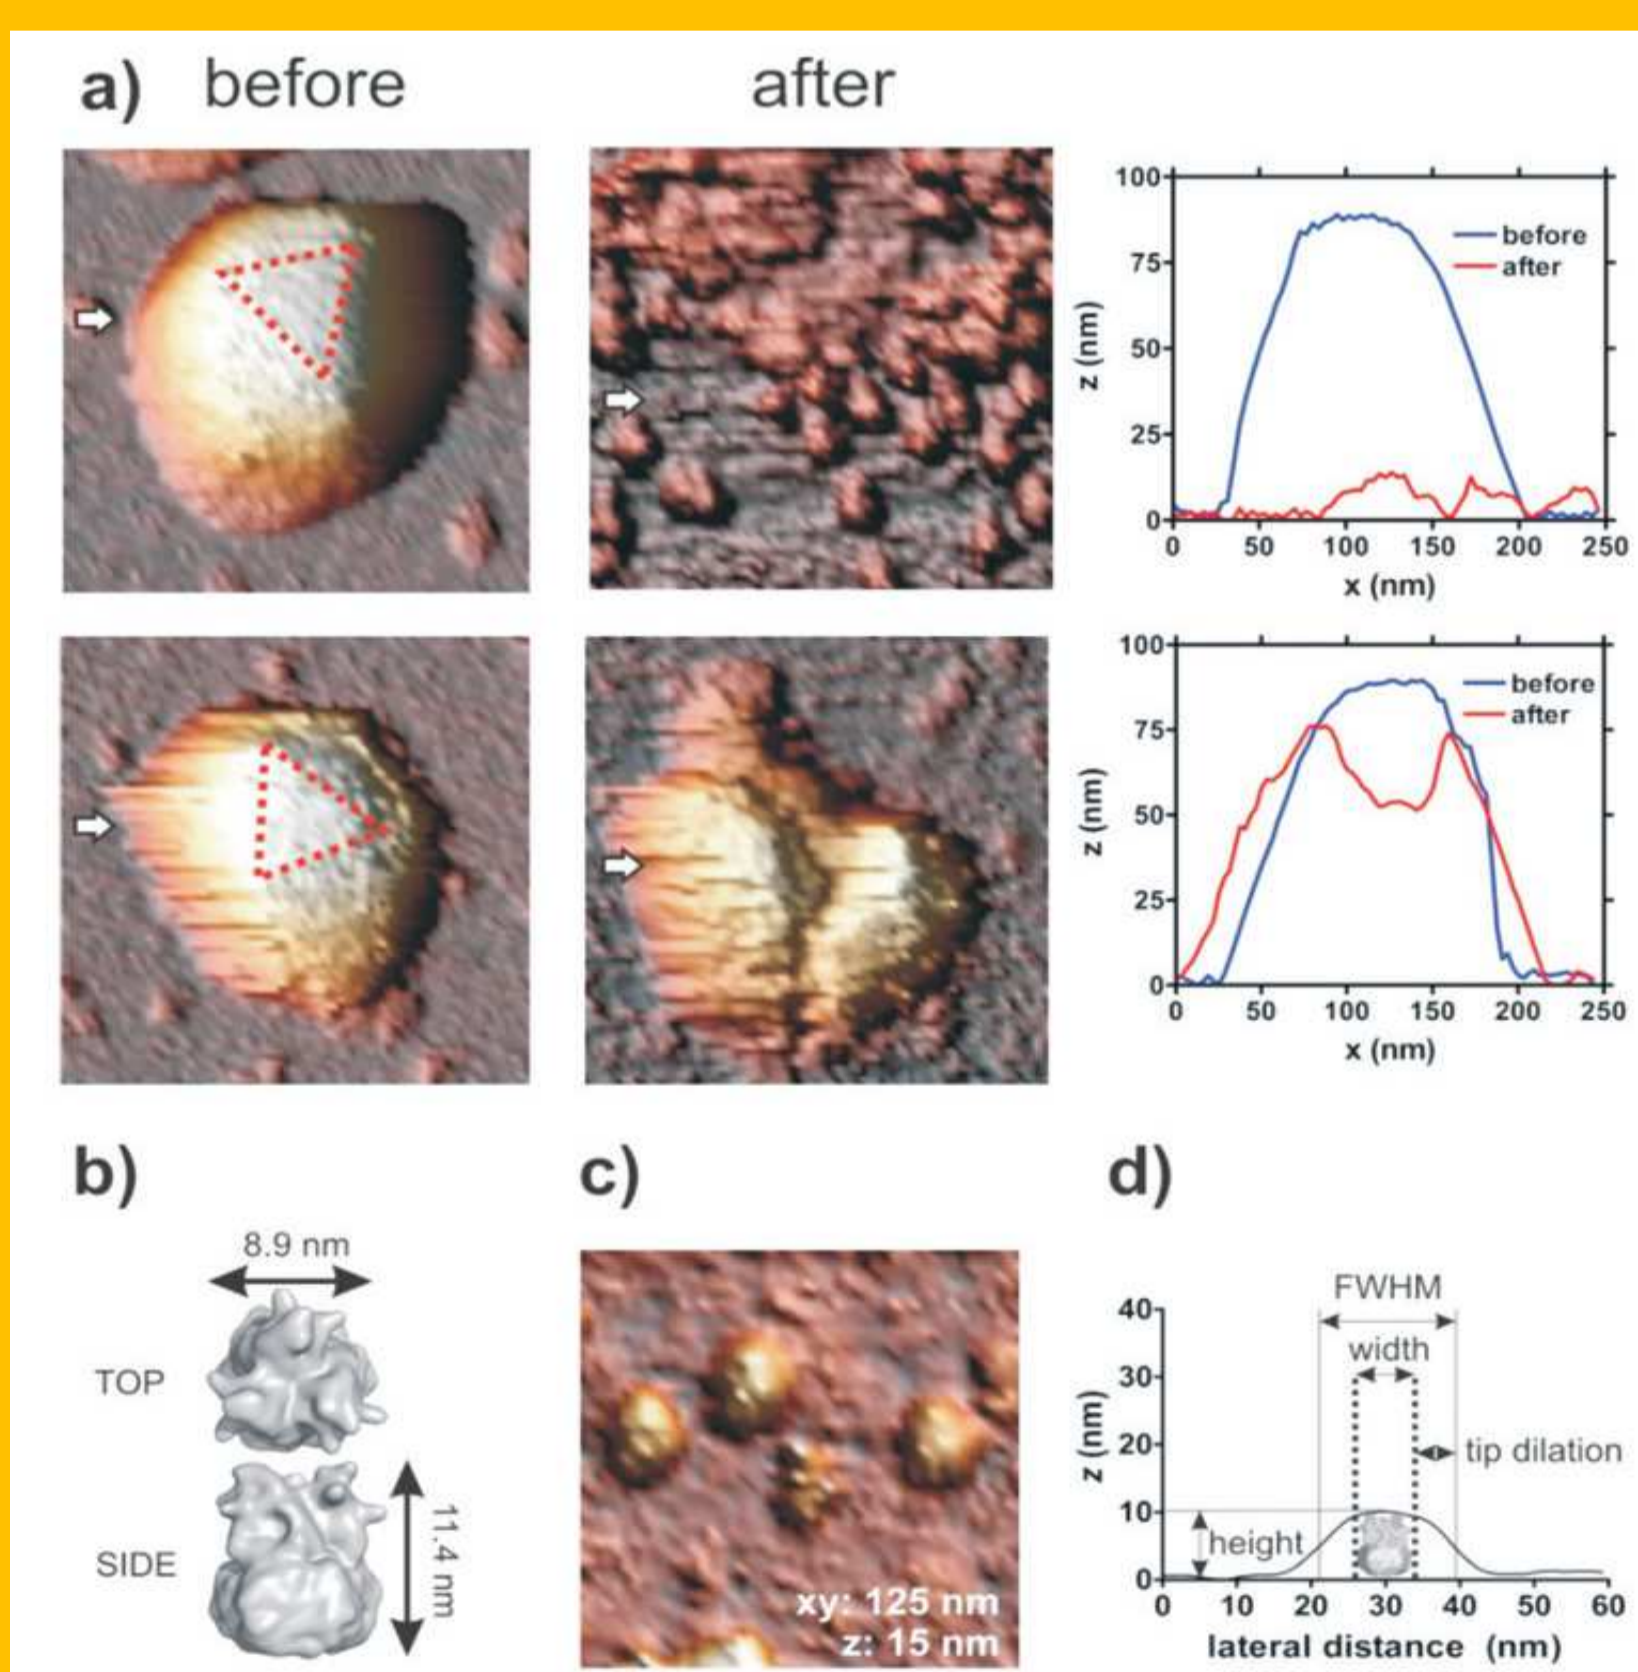 a) before after
100
75
50
25
0
z (nm)
before
after
0 50 100 150 200 250
x (nm)
100
75
50
25
0
z (nm)
before
after
0 50 100 150 200 250
x (nm)
b)
8.9 nm
TOP
SIDE
11.4 nm
c)
xy: 125 nm
z: 15 nm
d)
FWHM
width
tip dilation
height
40
30
20
10
0
z (nm)
0 10 20 30 40 50 60
lateral distance (nm)